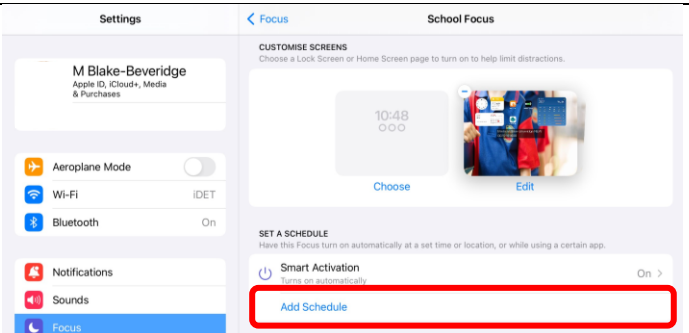 Settings
M Blake-Beveridge
Apple ID, iCloud+, Media
& Purchases
Aeroplane Mode
Wi-Fi iDET
Bluetooth On
Notifications
Sounds
Focus
Focus School Focus
CUSTOMISE SCREENS
Choose a Lock Screen or Home Screen page to turn on to help limit distractions.
10:48
Choose Edit
SET A SCHEDULE
Have this Focus turn on automatically at a set time or location, or while using a certain app.
Smart Activation On
Turns on automatically
Add Schedule